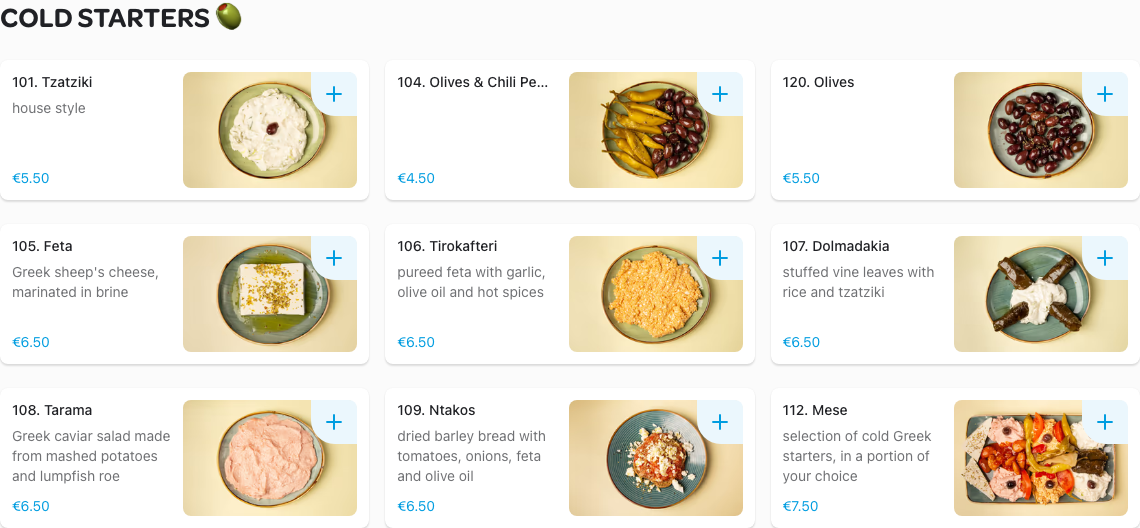 COLD STARTERS
101. Tzatziki
house style
€5.50
104. Olives & Chili Pe...
€4.50
120. Olives
€5.50
105. Feta
Greek sheep's cheese,
marinated in brine
€6.50
106. Tirokafteri
pureed feta with garlic,
olive oil and hot spices
€6.50
107. Dolmadakia
stuffed vine leaves with
rice and tzatziki
€6.50
108. Tarama
Greek caviar salad made
from mashed potatoes
and lumpfish roe
€6.50
109. Ntakos
dried barley bread with
tomatoes, onions, feta
and olive oil
€6.50
112. Mese
selection of cold Greek
starters, in a portion of
your choice
€7.50